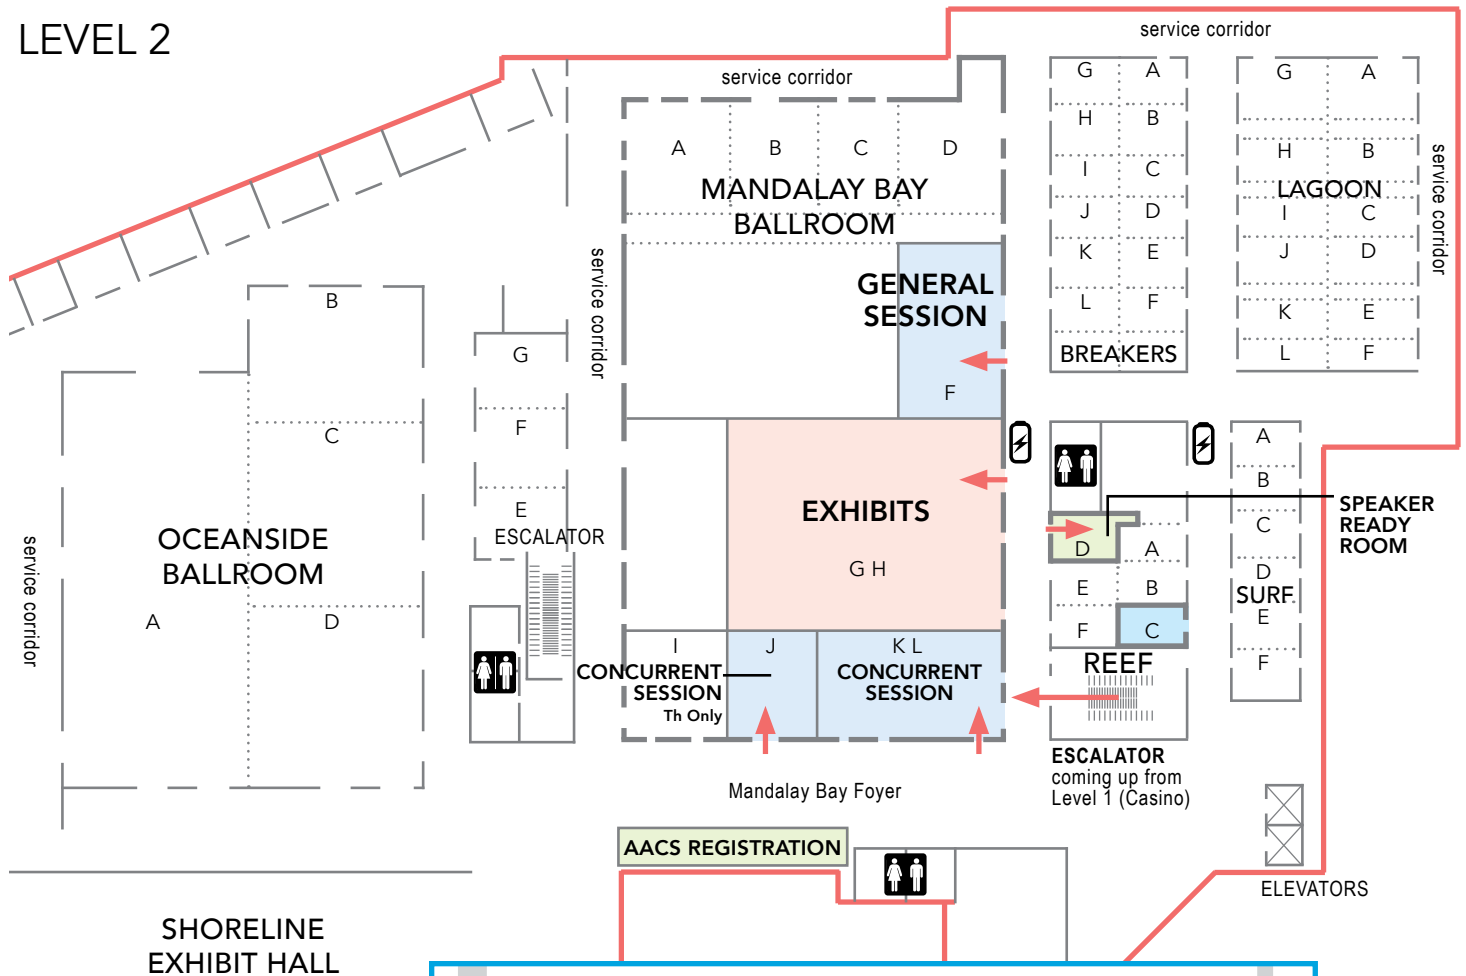 LEVEL 2
service corridor
service corridor
service corridor
service corridor
service corridor
service corridor
A
B
C
D
MANDALAY BAY
BALLROOM
GENERAL
SESSION
F
EXHIBITS
G H
I
J
K L
CONCURRENT
SESSION
Th Only
CONCURRENT
SESSION
Mandalay Bay Foyer
AACS REGISTRATION
G A
H B
I C
J D
K E
L F
BREAKERS
G A
H B
LAGOON
I C
J D
K E
L F
B
C
OCEANSIDE
BALLROOM
A
D
G
F
E
ESCALATOR
D
A
E
B
F
C
REEF
SPEAKER
READY
ROOM
A
B
C
D
SURF
E
F
ESCALATOR
coming up from
Level 1 (Casino)
ELEVATORS
SHORELINE
EXHIBIT HALL